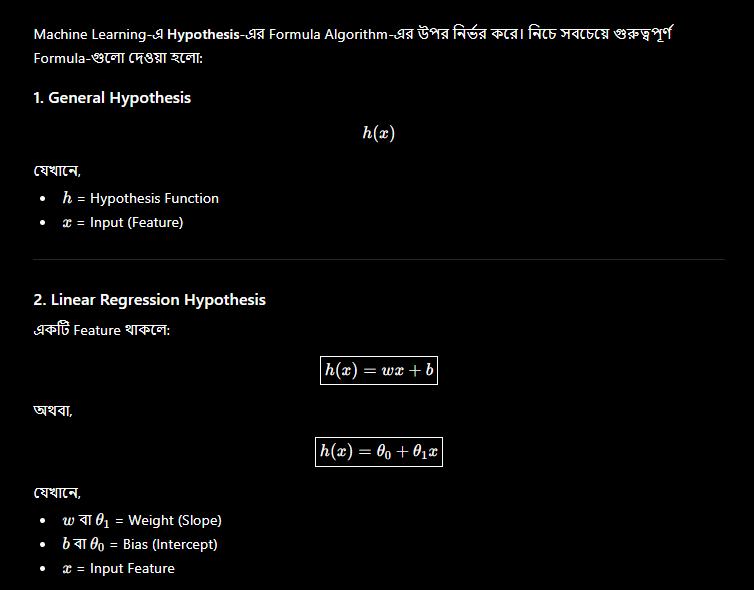 Machine Learning-এ Hypothesis-এর Formula Algorithm-এর উপর নির্ভর করে। নিচে সবচেয়ে গুরুত্বপূর্ণ
Formula-গুলো দেওয়া হলো:
1. General Hypothesis
h(x)
যেখানে,
• h = Hypothesis Function
• x = Input (Feature)
2. Linear Regression Hypothesis
একটি Feature থাকলে:
h(x) = wx + b
অথবা,
h(x) = θ₀ + θ₁x
যেখানে,
• w বা θ₁ = Weight (Slope)
• b বা θ₀ = Bias (Intercept)
• x = Input Feature